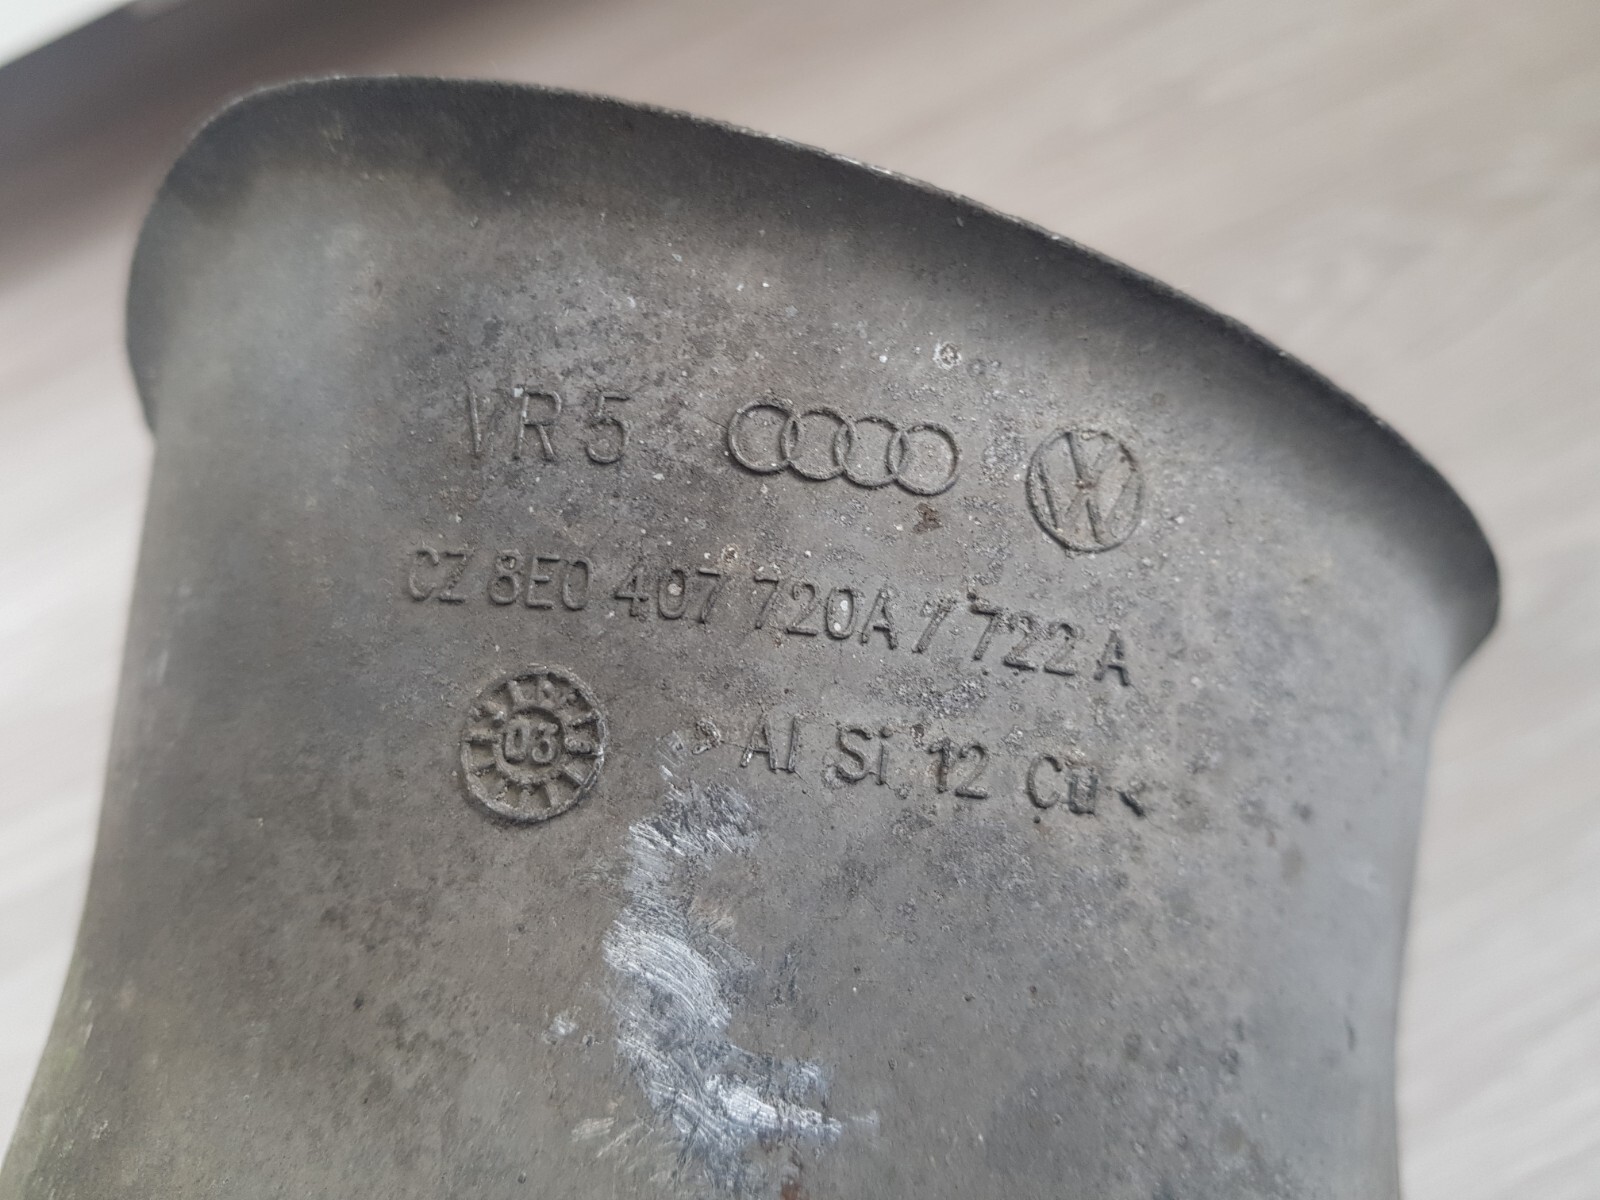 VR5
CZ 8E0 407 720A / 722 A
03
> Al Si 12 Cu <